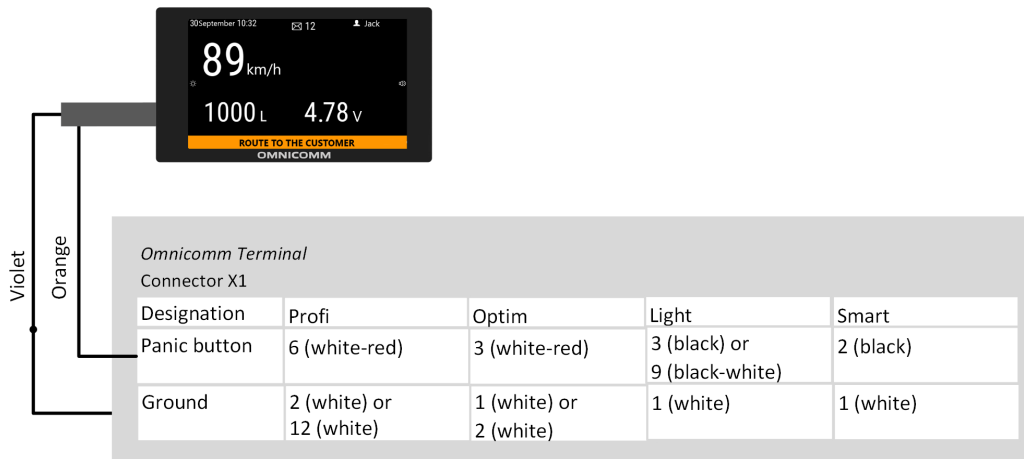 30September 10:32
12
Jack
89 km/h
1000 L 4.78 V
ROUTE TO THE CUSTOMER
OMNICOMM
Violet
Orange
Omnicomm Terminal
Connector X1
Designation Profi Optim Light Smart
Panic button 6 (white-red) 3 (white-red) 3 (black) or 2 (black)
9 (black-white)
Ground 2 (white) or 1 (white) or 1 (white) 1 (white)
12 (white) 2 (white)